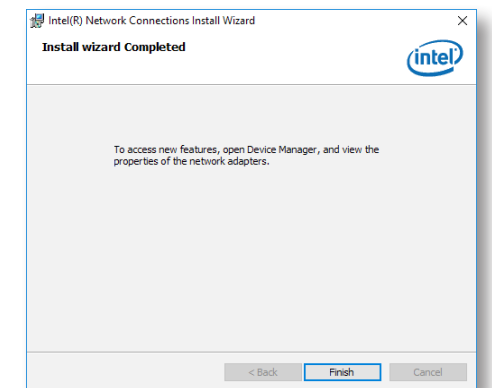 Intel(R) Network Connections Install Wizard
Install wizard Completed
intel
To access new features, open Device Manager, and view the
properties of the network adapters.
< Back
Finish
Cancel